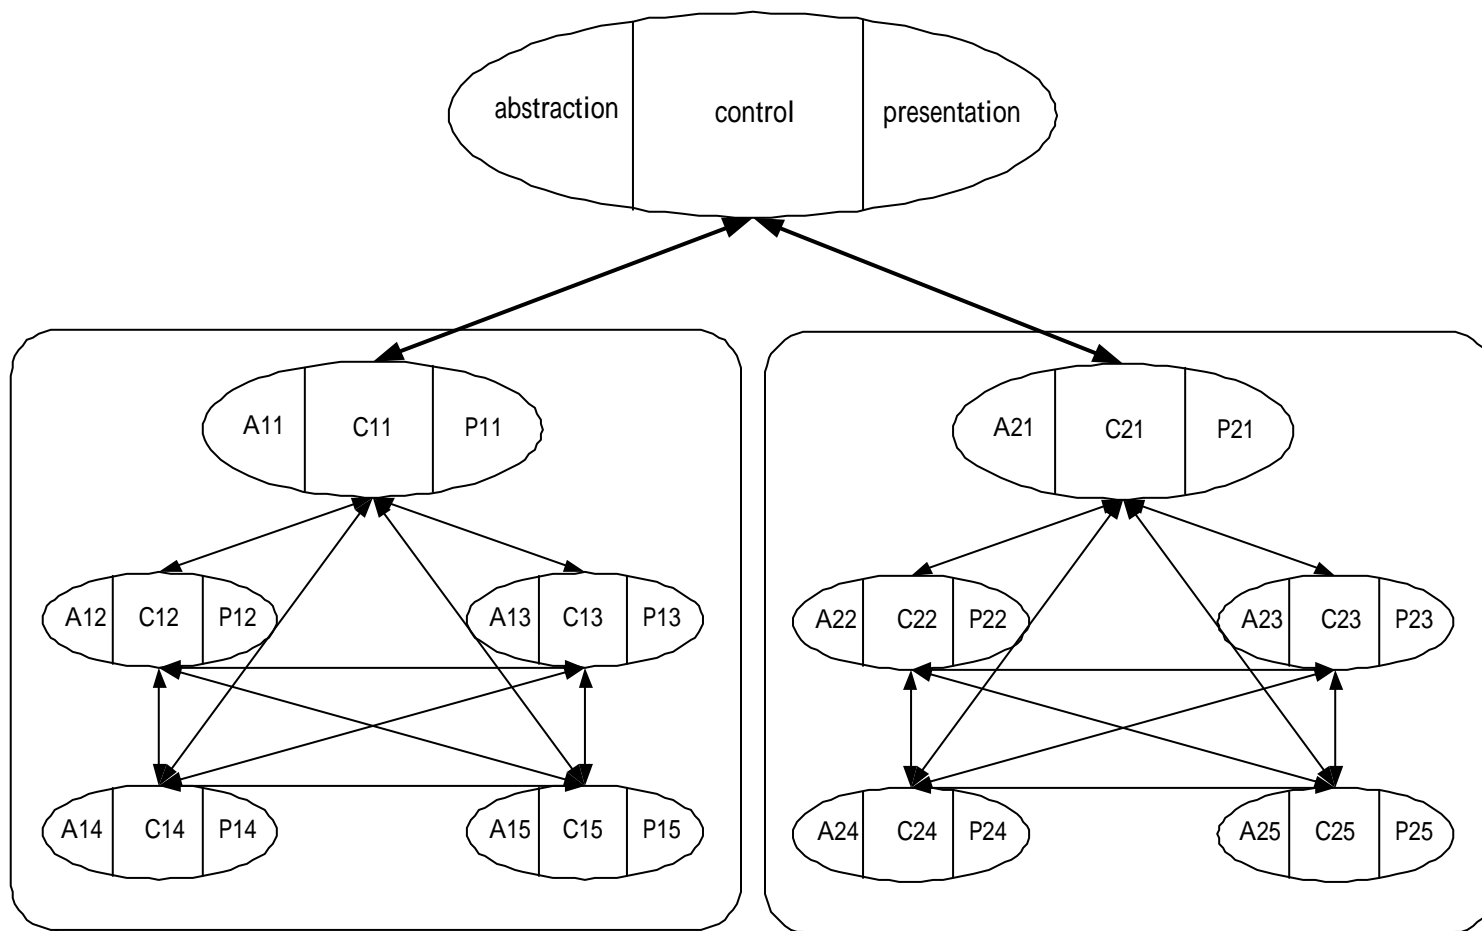 abstraction control presentation
A11 C11 P11 A21 C21 P21
A12 C12 P12 A13 C13 P13 A22 C22 P22 A23 C23 P23
A14 C14 P14 A15 C15 P15 A24 C24 P24 A25 C25 P25